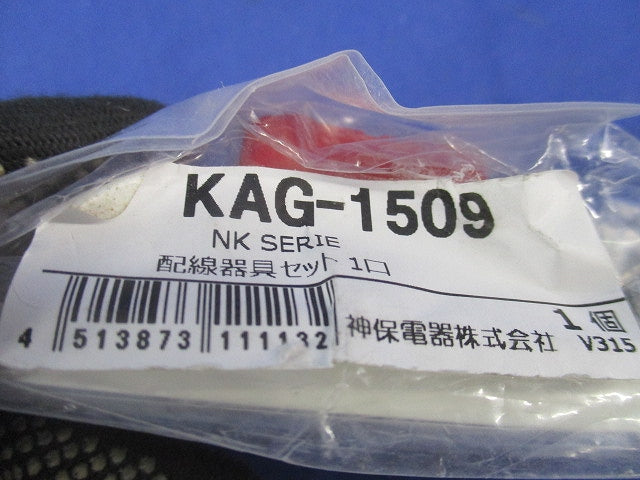 KAG-1509
NK SERIE
配線器具セット 1口
1 個
4 513873 111132
神保電器株式会社 V315